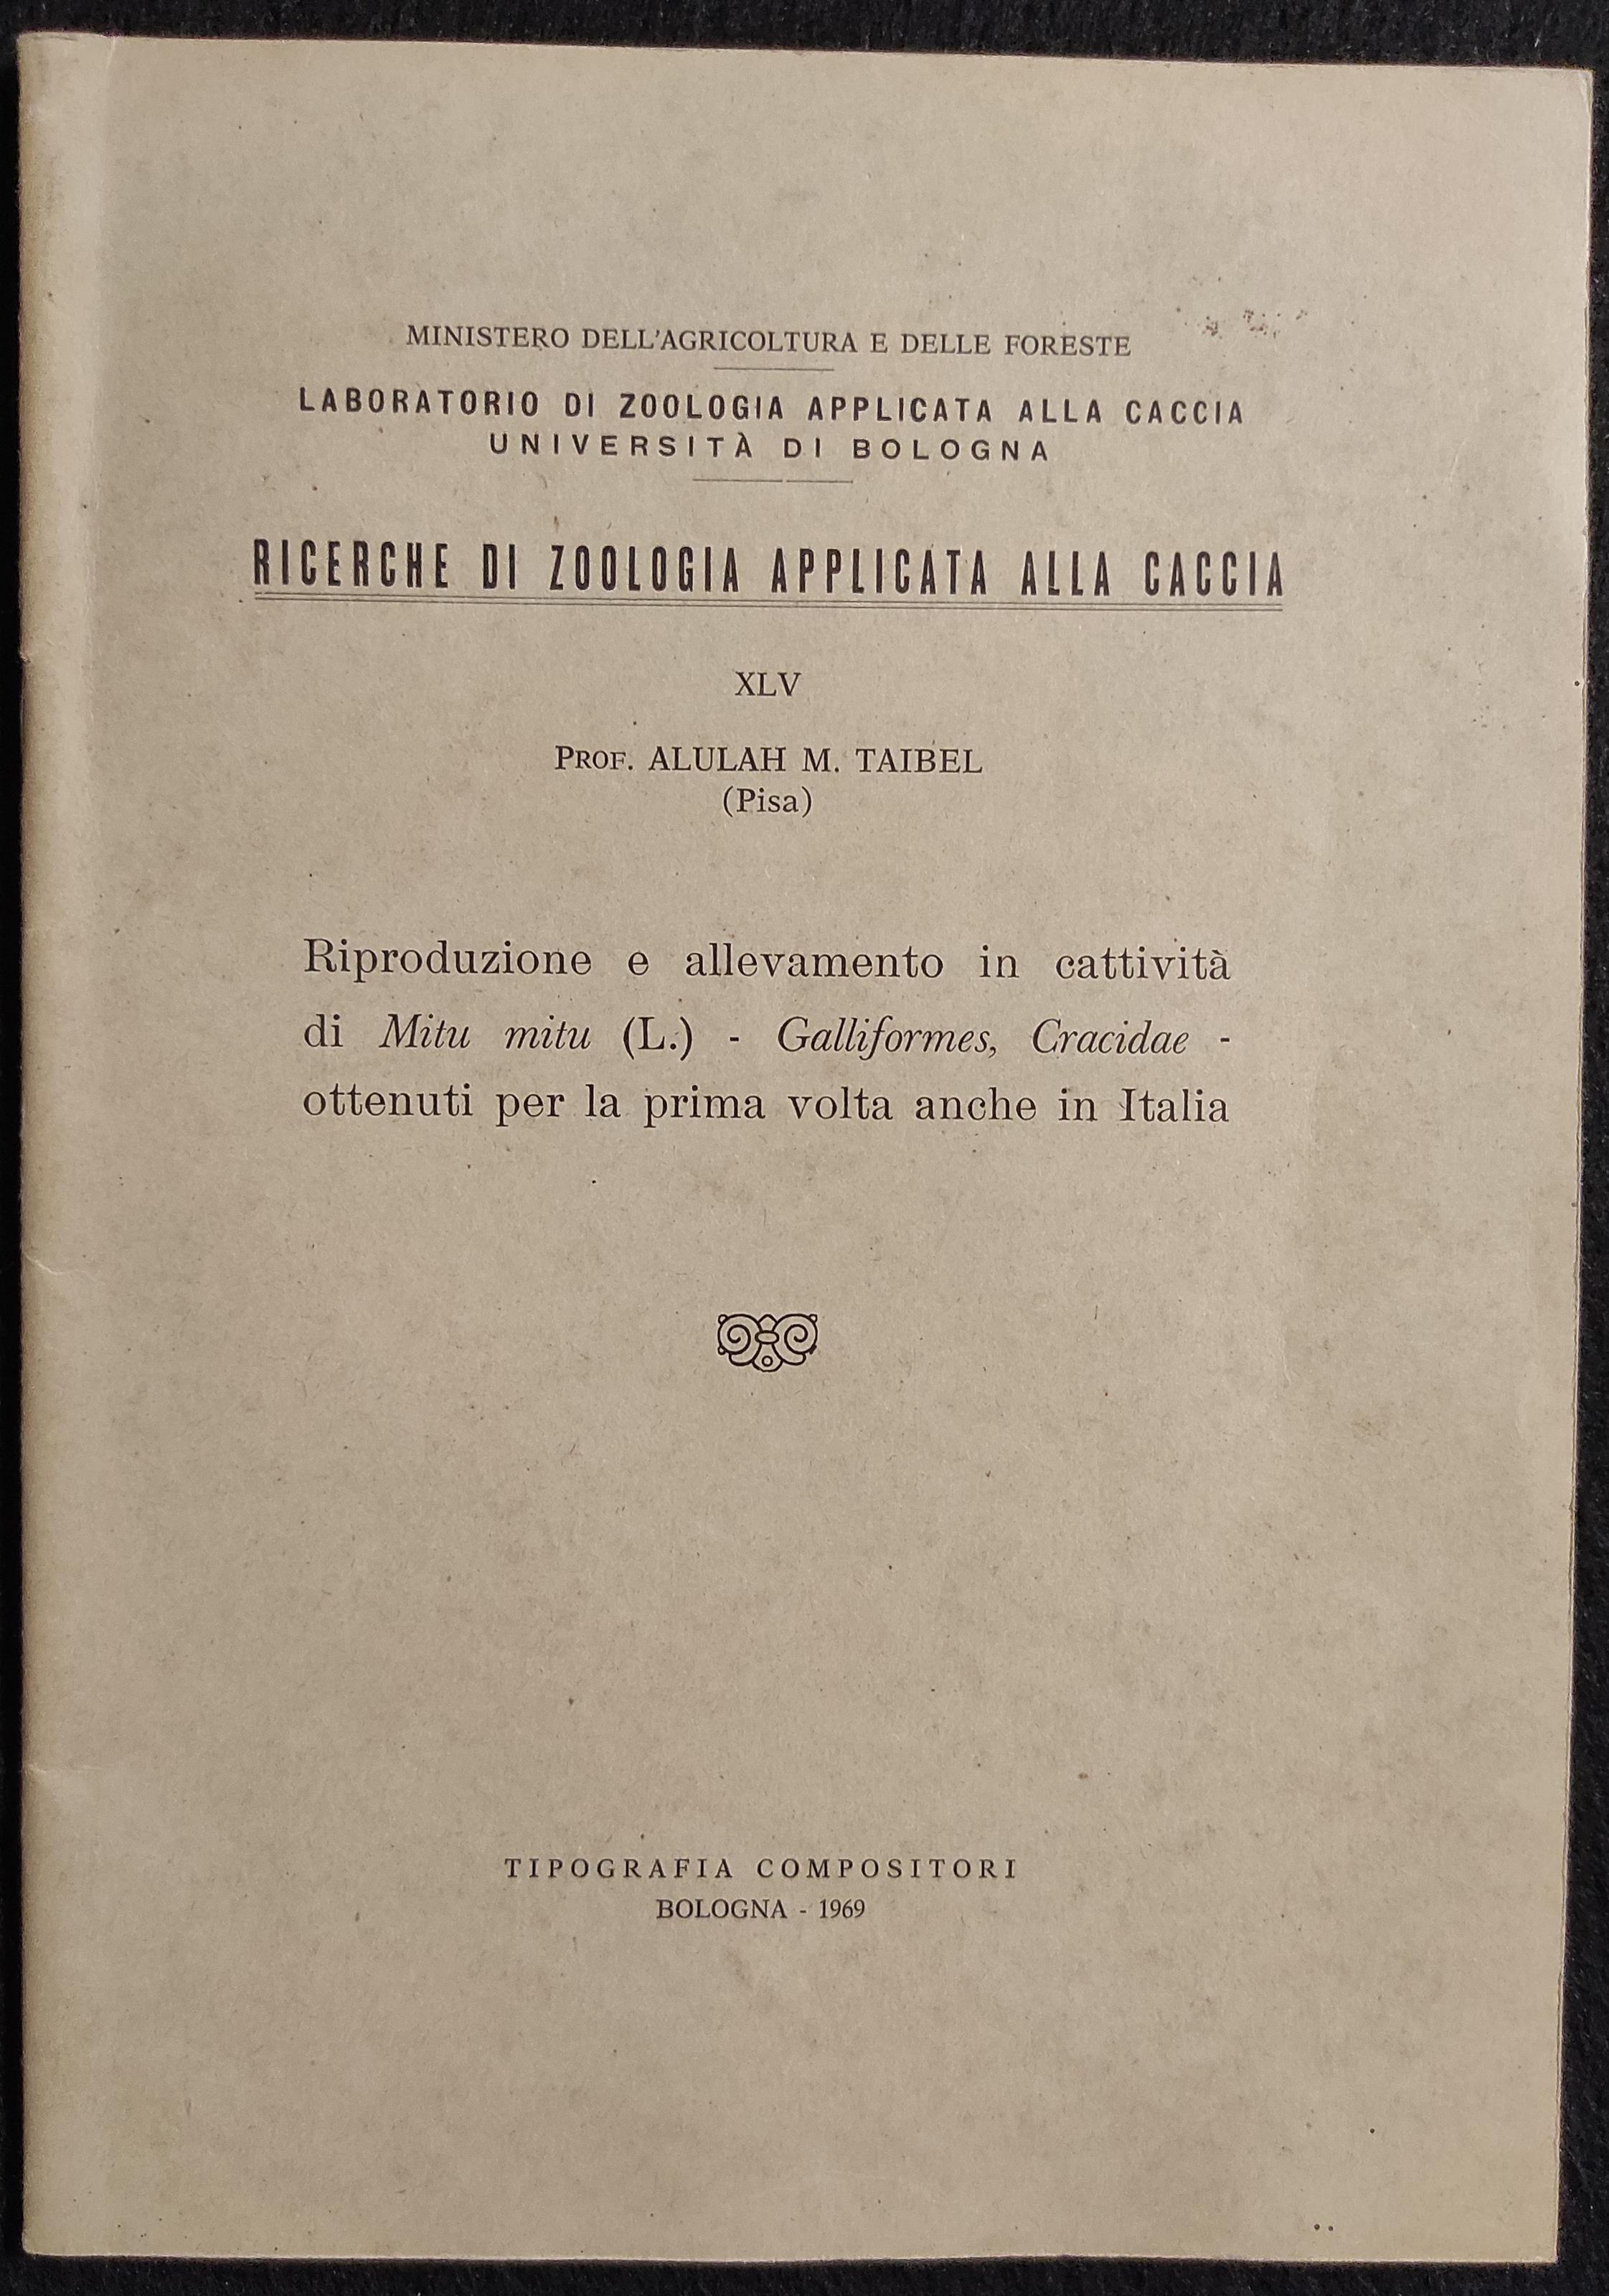 MINISTERO DELL'AGRICOLTURA E DELLE FORESTE
LABORATORIO DI ZOOLOGIA APPLICATA ALLA CACCIA
UNIVERSITÀ DI BOLOGNA
RICERCHE DI ZOOLOGIA APPLICATA ALLA CACCIA
XLV
PROF. ALULAH M. TAIBEL
(Pisa)
Riproduzione e allevamento in cattività
di Mitu mitu (L.) - Galliformes, Cracidae -
ottenuti per la prima volta anche in Italia
TIPOGRAFIA COMPOSITORI
BOLOGNA - 1969